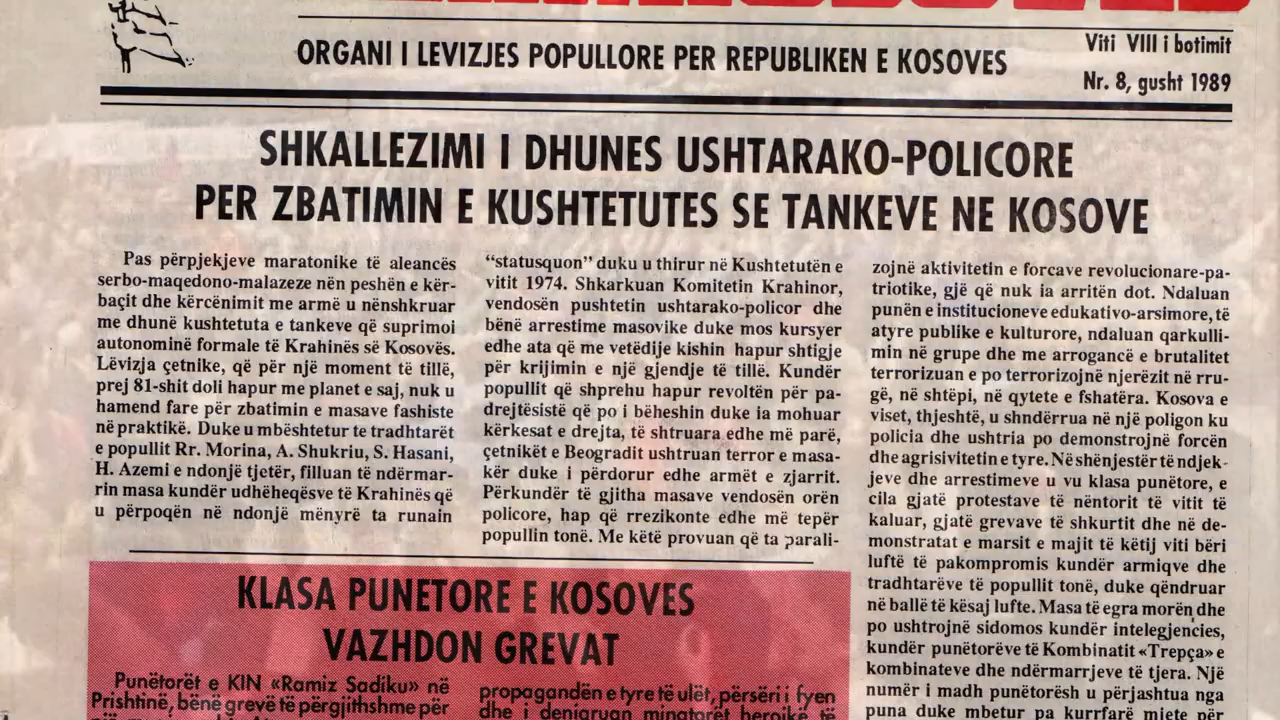 ORGANI I LEVIZJES POPULLORE PER REPUBLIKEN E KOSOVES
Viti VIII i botimit
Nr. 8, gusht 1989
SHKALLEZIMI I DHUNES USHTARAKO-POLICORE
PER ZBATIMIN E KUSHTETUTES SE TANKEVE NE KOSOVE
Pas përpjekjeve maratonike të aleancës
serbo-maqedono-malazeze nën peshën e kër-
baçit dhe kërcënimit me armë u nënshkruar
me dhunë kushtetuta e tankeve që suprimoi
autonominë formale të Krahinës së Kosovës.
Lëvizja çetnike, që për një moment të tillë,
prej 81-shit doli hapur me planet e saj, nuk u
hamend fare për zbatimin e masave fashiste
në praktikë. Duke u mbështetur te tradhtarët
e popullit Rr. Morina, A. Shukriu, S. Hasani,
H. Azemi e ndonjë tjetër, filluan të ndërmar-
rin masa kundër udhëheqësve të Krahinës që
u përpoqën në ndonjë mënyrë ta runain
“statusquon” duku u thirur në Kushtetutën e
vitit 1974. Shkarkuan Komitetin Krahinor,
vendosën pushtetin ushtarako-policor dhe
bënë arrestime masovike duke mos kursyer
edhe ata që me vetëdije kishin hapur shtigje
për krijimin e një gjendje të tillë. Kundër
popullit që shprehu hapur revoltën për pa-
drejtësistë që po i bëheshin duke ia mohuar
kërkesat e drejta, të shtruara edhe më parë,
çetnikët e Beogradit ushtruan terror e masa-
kër duke i përdorur edhe armët e zjarrit.
Përkundër të gjitha masave vendosën orën
policore, hap që rrezikonte edhe më tepër
popullin tonë. Me këtë provuan që ta parali-
zojnë aktivitetin e forcave revolucionare-pa-
triotike, gjë që nuk ia arritën dot. Ndaluan
punën e institucioneve edukativo-arsimore, të
atyre publike e kulturore, ndaluan qarkulli-
min në grupe dhe me arrogancë e brutalitet
terrorizuan e po terrorizojnë njerëzit në rru-
gë, në shtëpi, në qytete e fshatëra. Kosova e
viset, thjeshtë, u shndërrua në një poligon ku
policia dhe ushtria po demonstrojnë forcën
dhe agrisivitetin e tyre. Në shënjestër të ndjek-
jeve dhe arrestimeve u vu klasa punëtore, e
cila gjatë protestave të nëntorit të vitit të
kaluar, gjatë grevave të shkurtit dhe në de-
monstratat e marsit e majit të këtij viti bëri
luftë të pakompromis kundër armiqve dhe
tradhtarëve të popullit tonë, duke qëndruar
në ballë të kësaj lufte. Masa të egra morën dhe
po ushtrojnë sidomos kundër intelegjencies,
kundër punëtorëve të Kombinatit «Trepça» e
kombinateve dhe ndërmarrjeve të tjera. Një
numër i madh punëtorësh u përjashtua nga
puna duke mbetur pa kurrfarë mjete për-
KLASA PUNETORE E KOSOVES
VAZHDON GREVAT
Punëtorët e KIN «Ramiz Sadiku» në
Prishtinë, bënë grevë të përgjithshme për
propagandën e tyre të ulët, përsëri i fyen
dhe i denigruan minatorët heroikë të